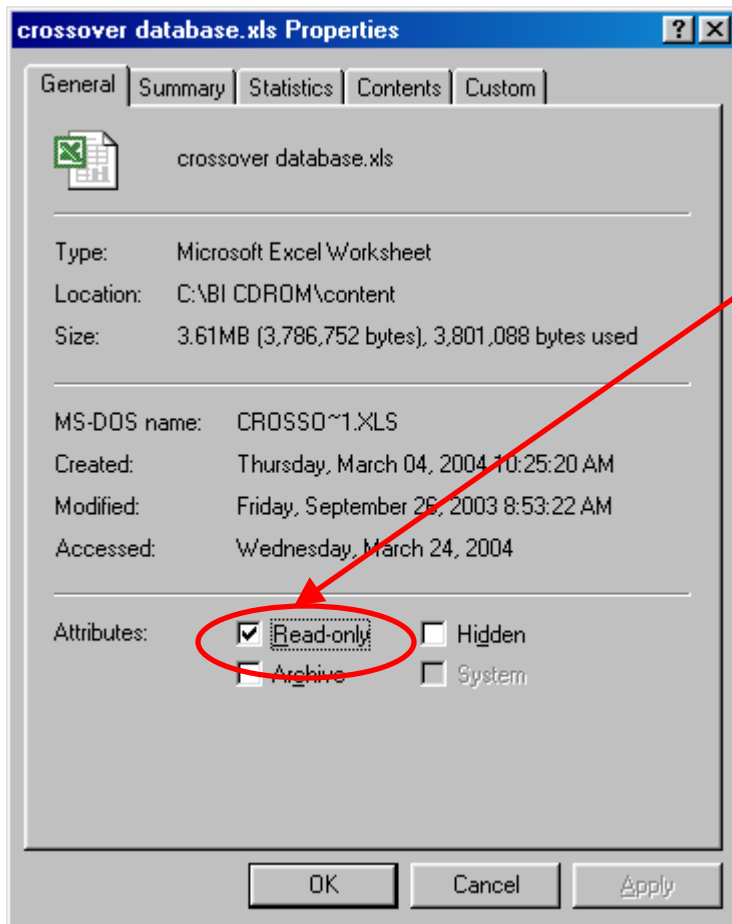 crossover database.xls Properties
General Summary Statistics Contents Custom
crossover database.xls
Type: Microsoft Excel Worksheet
Location: C:\BI CDROM\content
Size: 3.61MB (3,786,752 bytes), 3,801,088 bytes used
MS-DOS name: CROSSO~1.XLS
Created: Thursday, March 04, 2004 10:25:20 AM
Modified: Friday, September 26, 2003 8:53:22 AM
Accessed: Wednesday, March 24, 2004
Attributes: Read-only Hidden
Archive System
OK Cancel Apply